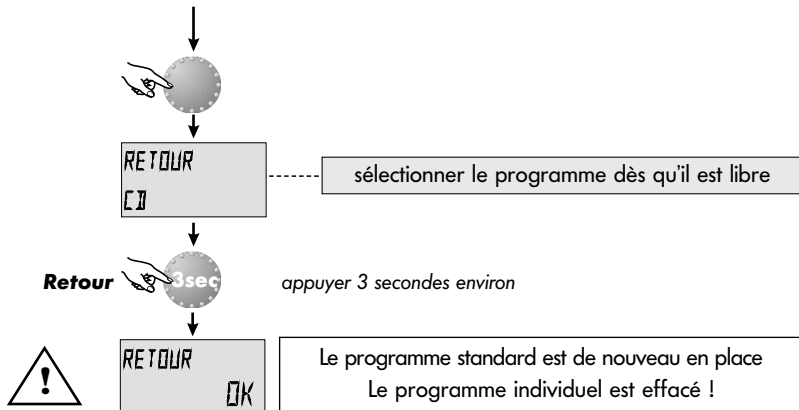 RETOUR
CD
sélectionner le programme dès qu'il est libre
Retour
3sec
appuyer 3 secondes environ
!
RETOUR
OK
Le programme standard est de nouveau en place
Le programme individuel est effacé !